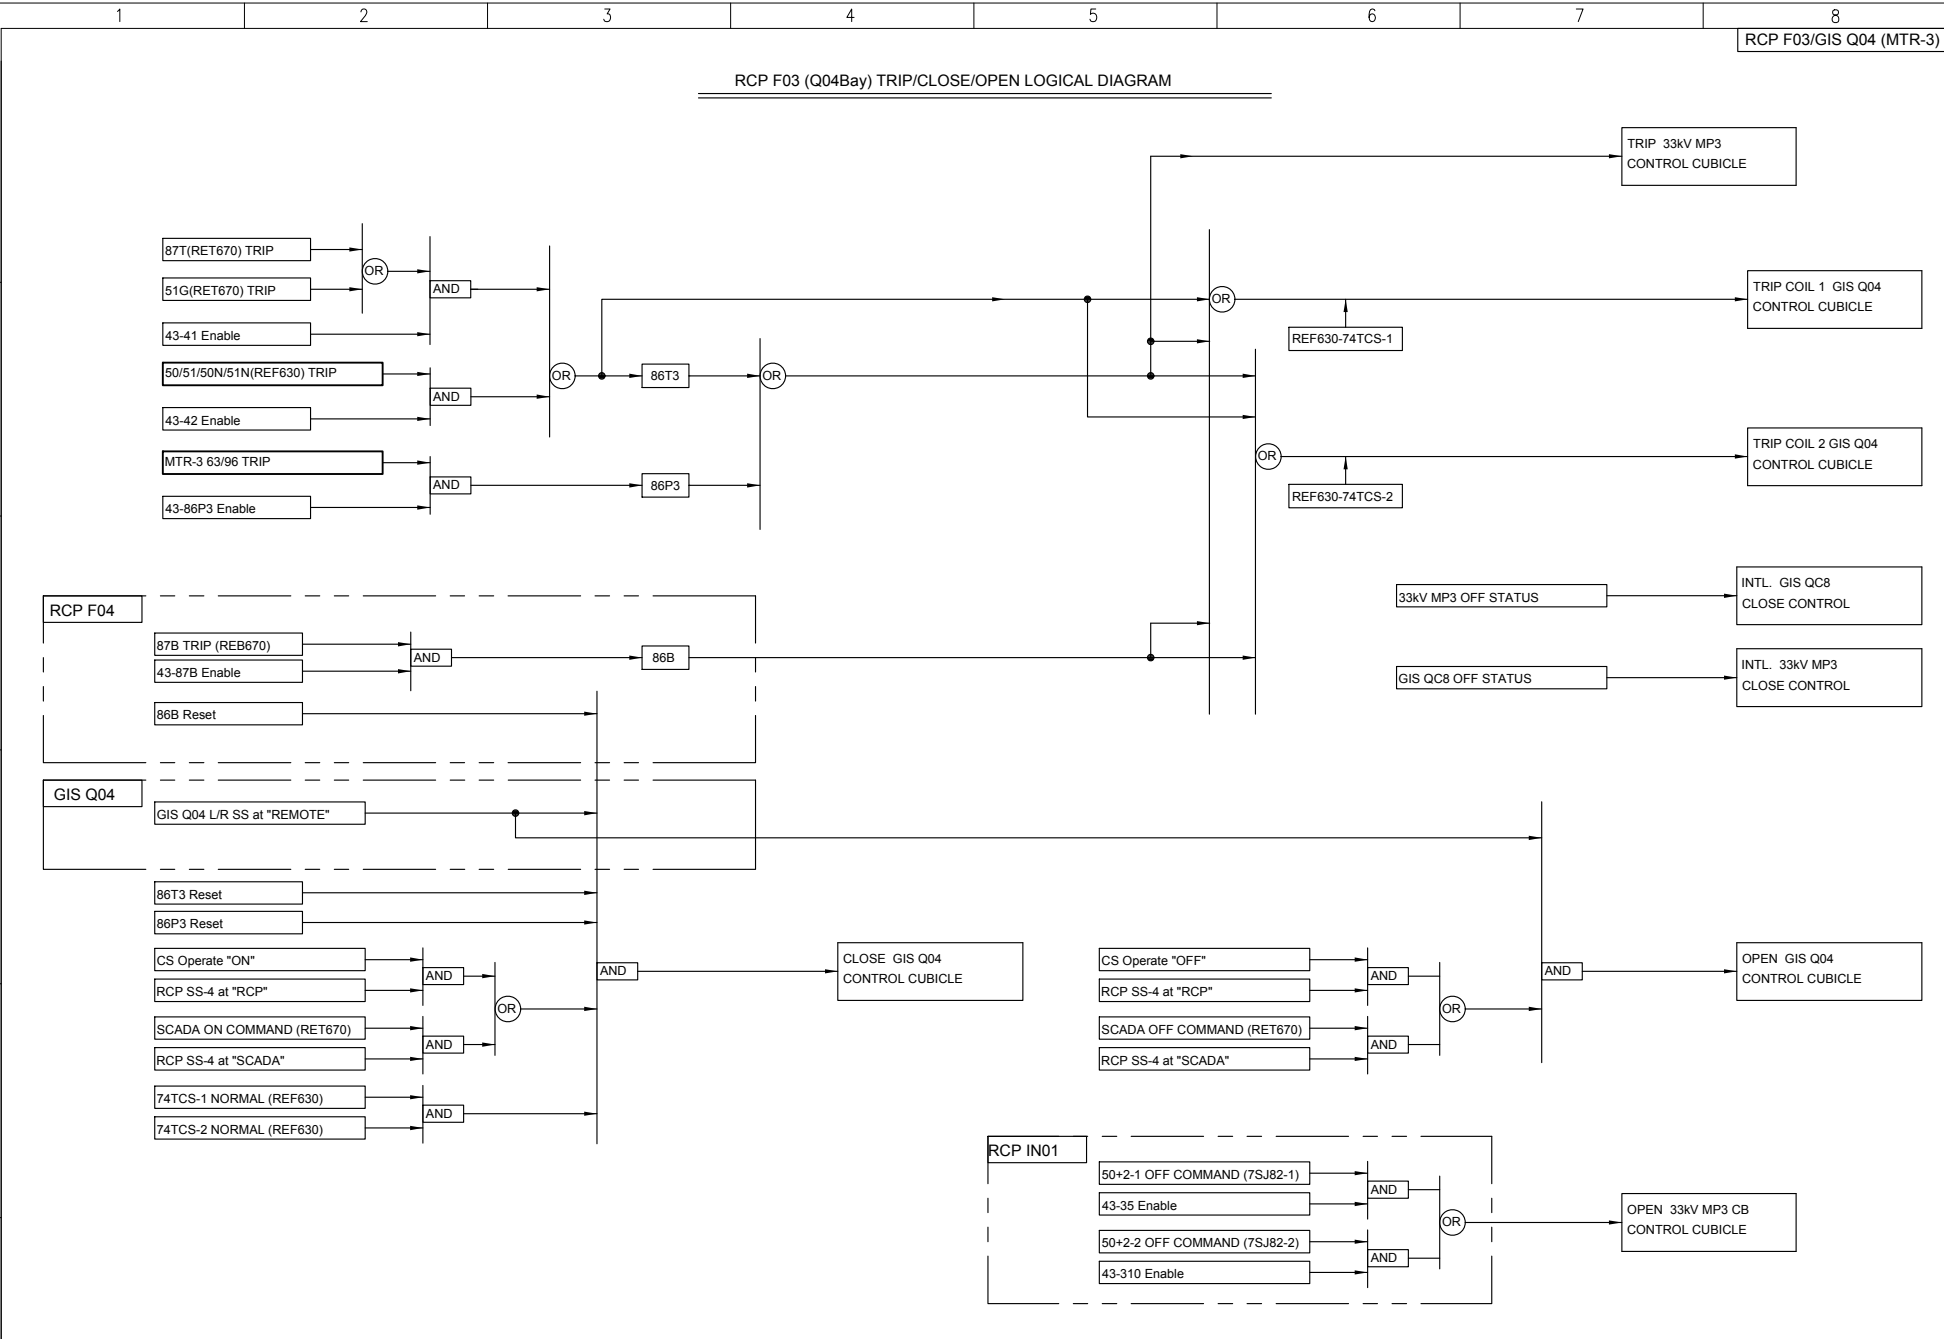 1 2 3 4 5 6 7 8
RCP F03/GIS Q04 (MTR-3)
RCP F03 (Q04Bay) TRIP/CLOSE/OPEN LOGICAL DIAGRAM
TRIP 33kV MP3
CONTROL CUBICLE
87T(RET670) TRIP
OR
51G(RET670) TRIP
AND
43-41 Enable
50/51/50N/51N(REF630) TRIP
AND
43-42 Enable
OR
86T3
OR
MTR-3 63/96 TRIP
AND
86P3
43-86P3 Enable
OR
REF630-74TCS-1
TRIP COIL 1 GIS Q04
CONTROL CUBICLE
OR
REF630-74TCS-2
TRIP COIL 2 GIS Q04
CONTROL CUBICLE
33kV MP3 OFF STATUS
INTL. GIS QC8
CLOSE CONTROL
GIS QC8 OFF STATUS
INTL. 33kV MP3
CLOSE CONTROL
RCP F04
87B TRIP (REB670)
AND
86B
43-87B Enable
86B Reset
GIS Q04
GIS Q04 L/R SS at "REMOTE"
86T3 Reset
86P3 Reset
CS Operate "ON"
AND
RCP SS-4 at "RCP"
OR
SCADA ON COMMAND (RET670)
AND
RCP SS-4 at "SCADA"
74TCS-1 NORMAL (REF630)
AND
74TCS-2 NORMAL (REF630)
AND
CLOSE GIS Q04
CONTROL CUBICLE
CS Operate "OFF"
AND
RCP SS-4 at "RCP"
OR
SCADA OFF COMMAND (RET670)
AND
RCP SS-4 at "SCADA"
AND
OPEN GIS Q04
CONTROL CUBICLE
RCP IN01
50+2-1 OFF COMMAND (7SJ82-1)
AND
43-35 Enable
OR
50+2-2 OFF COMMAND (7SJ82-2)
AND
43-310 Enable
OPEN 33kV MP3 CB
CONTROL CUBICLE